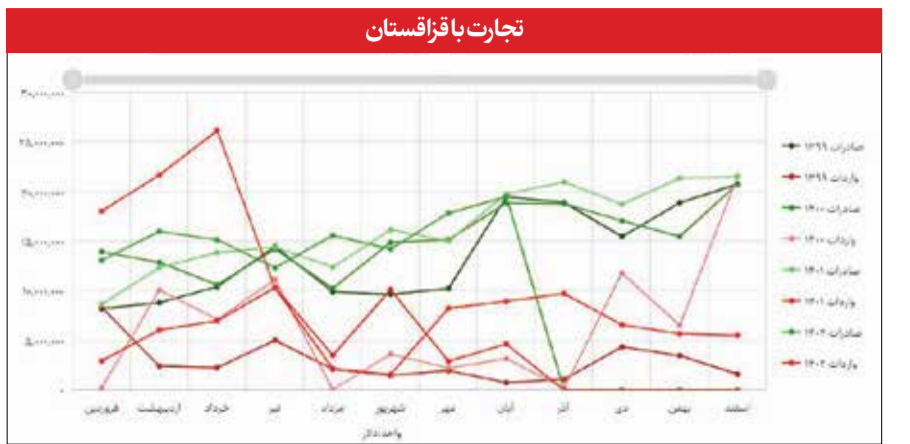 تجارت با قزاقستان
۳۰,۰۰۰,۰۰۰
۲۵,۰۰۰,۰۰۰
۲۰,۰۰۰,۰۰۰
۱۵,۰۰۰,۰۰۰
۱۰,۰۰۰,۰۰۰
۵,۰۰۰,۰۰۰
۰
صادرات ۱۳۹۹
واردات ۱۳۹۹
صادرات ۱۴۰۰
واردات ۱۴۰۰
صادرات ۱۴۰۱
واردات ۱۴۰۱
صادرات ۱۴۰۲
واردات ۱۴۰۲
فروردین اردیبهشت خرداد تیر مرداد شهریور مهر آبان آذر دی بهمن اسفند
واحد:دلار